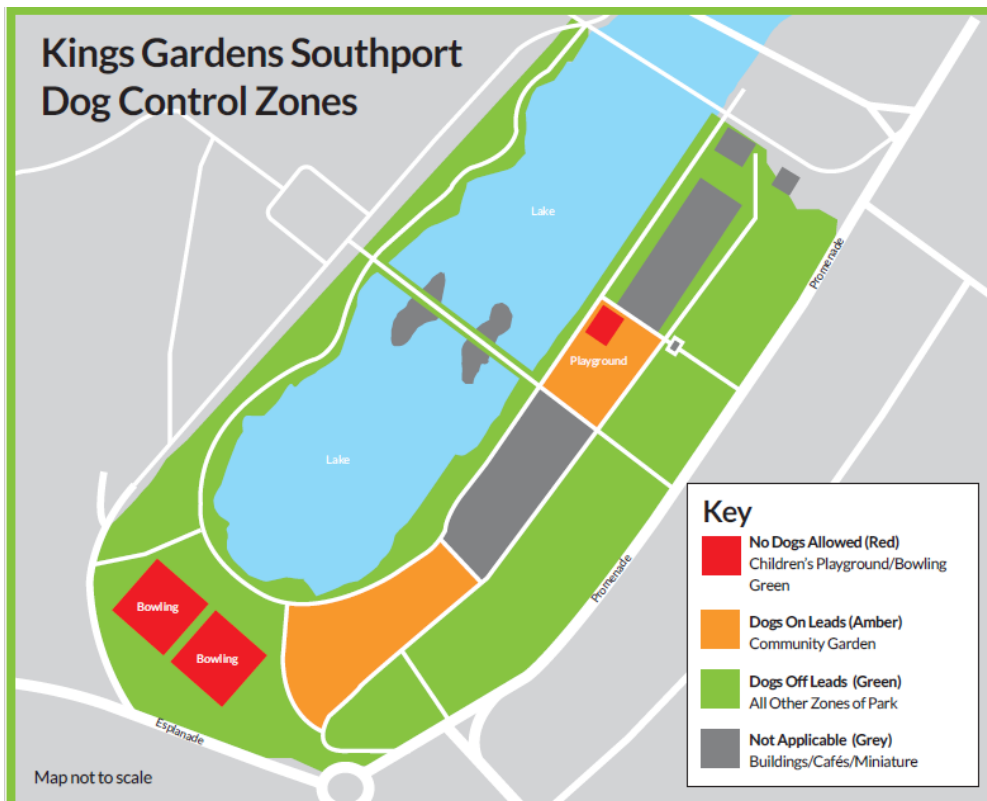 Kings Gardens Southport
Dog Control Zones
Lake
Promenade
Playground
Lake
Promenade
Bowling
Bowling
Esplanade
Map not to scale
Key
No Dogs Allowed (Red)
Children's Playground/Bowling
Green
Dogs On Leads (Amber)
Community Garden
Dogs Off Leads (Green)
All Other Zones of Park
Not Applicable (Grey)
Buildings/Cafés/Miniature